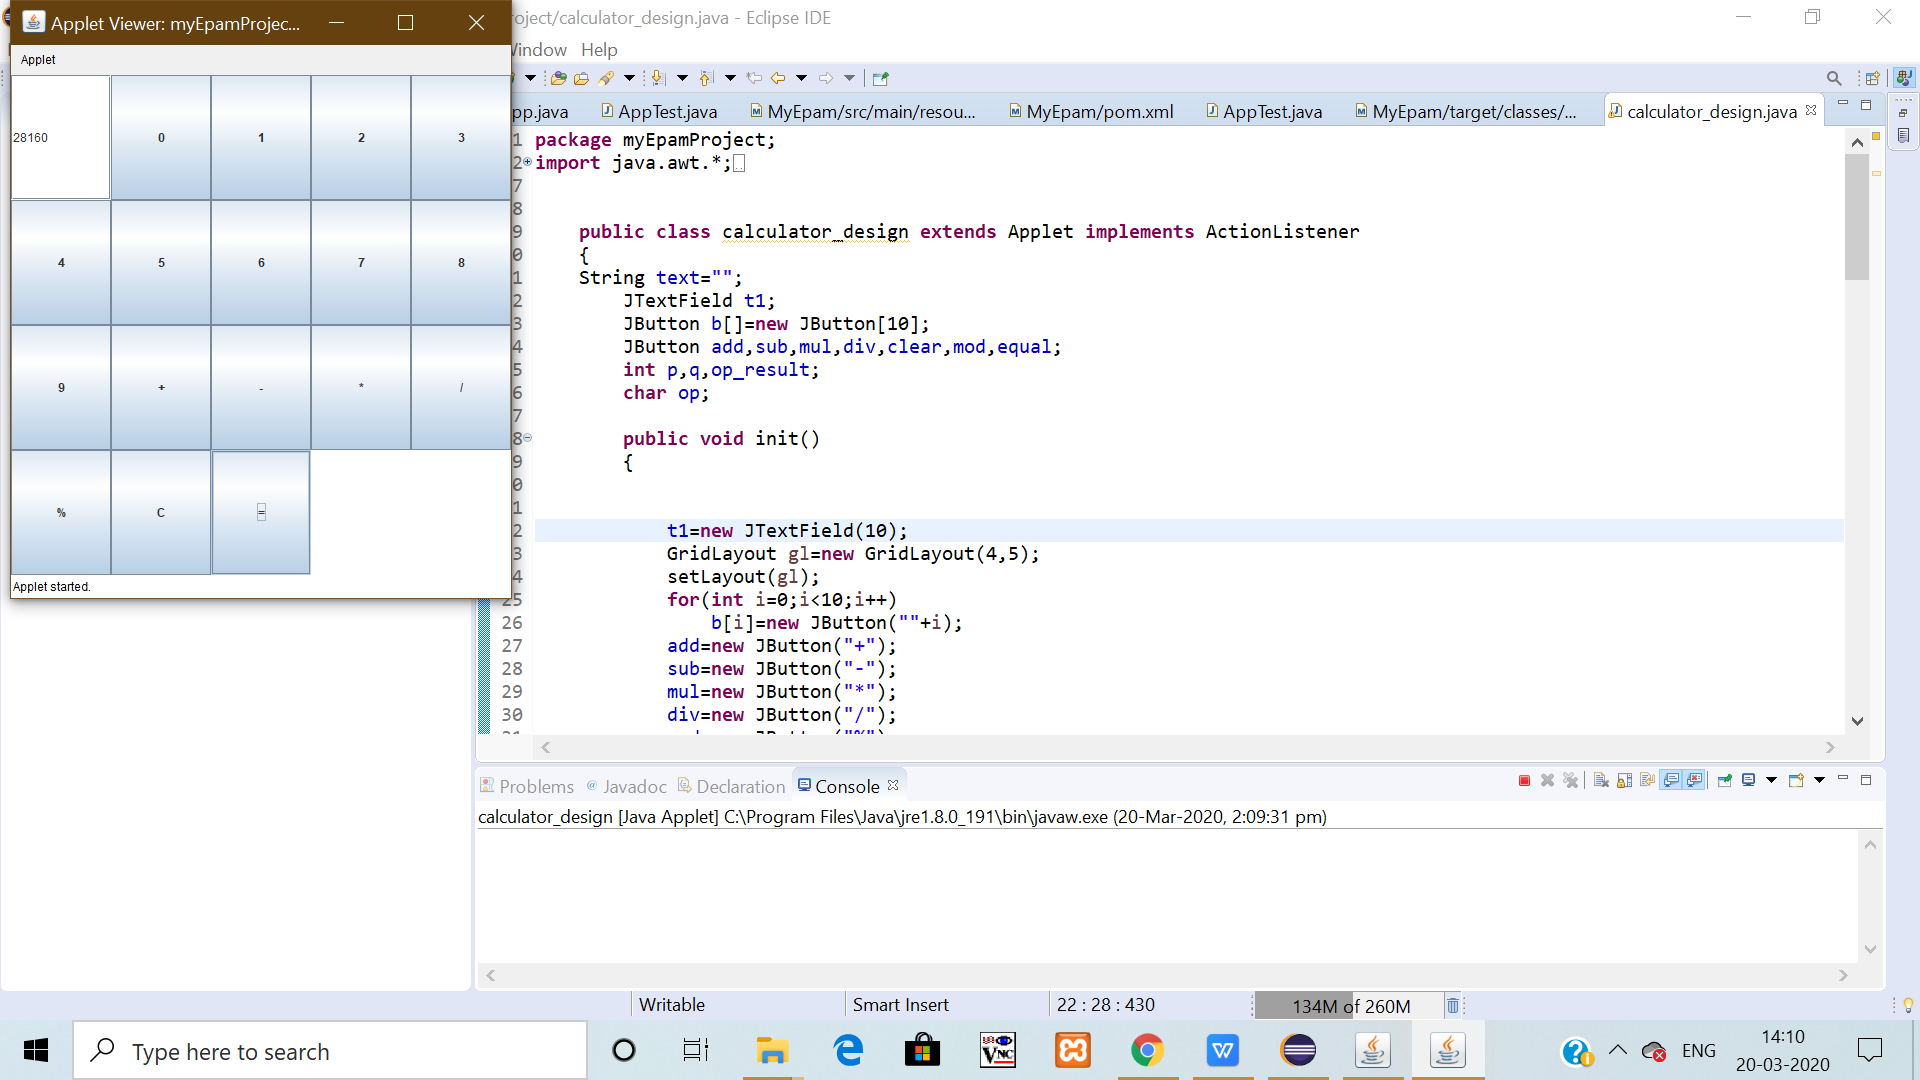 Applet Viewer: myEpamProjec...
oject/calculator_design.java - Eclipse IDE
Applet
Window Help
28160
0
1
2
3
4
5
6
7
8
9
+
-
*
/
%
C
=
Applet started.
pp.java
AppTest.java
MyEpam/src/main/resou...
MyEpam/pom.xml
AppTest.java
MyEpam/target/classes/...
calculator_design.java
1 package myEpamProject;
2 import java.awt.*;
7
8
9 public class calculator_design extends Applet implements ActionListener
0 {
1 String text="";
2 JTextField t1;
3 JButton b[]=new JButton[10];
4 JButton add,sub,mul,div,clear,mod,equal;
5 int p,q,op_result;
6 char op;
7
8 public void init()
9 {
0
1
2 t1=new JTextField(10);
3 GridLayout gl=new GridLayout(4,5);
4 setLayout(gl);
25 for(int i=0;i<10;i++)
26 b[i]=new JButton(""+i);
27 add=new JButton("+");
28 sub=new JButton("-");
29 mul=new JButton("*");
30 div=new JButton("/");
Problems @ Javadoc Declaration Console
calculator_design [Java Applet] C:\Program Files\Java\jre1.8.0_191\bin\javaw.exe (20-Mar-2020, 2:09:31 pm)
Writable Smart Insert 22 : 28 : 430 134M of 260M
Type here to search
VNC
W
ENG
14:10
20-03-2020